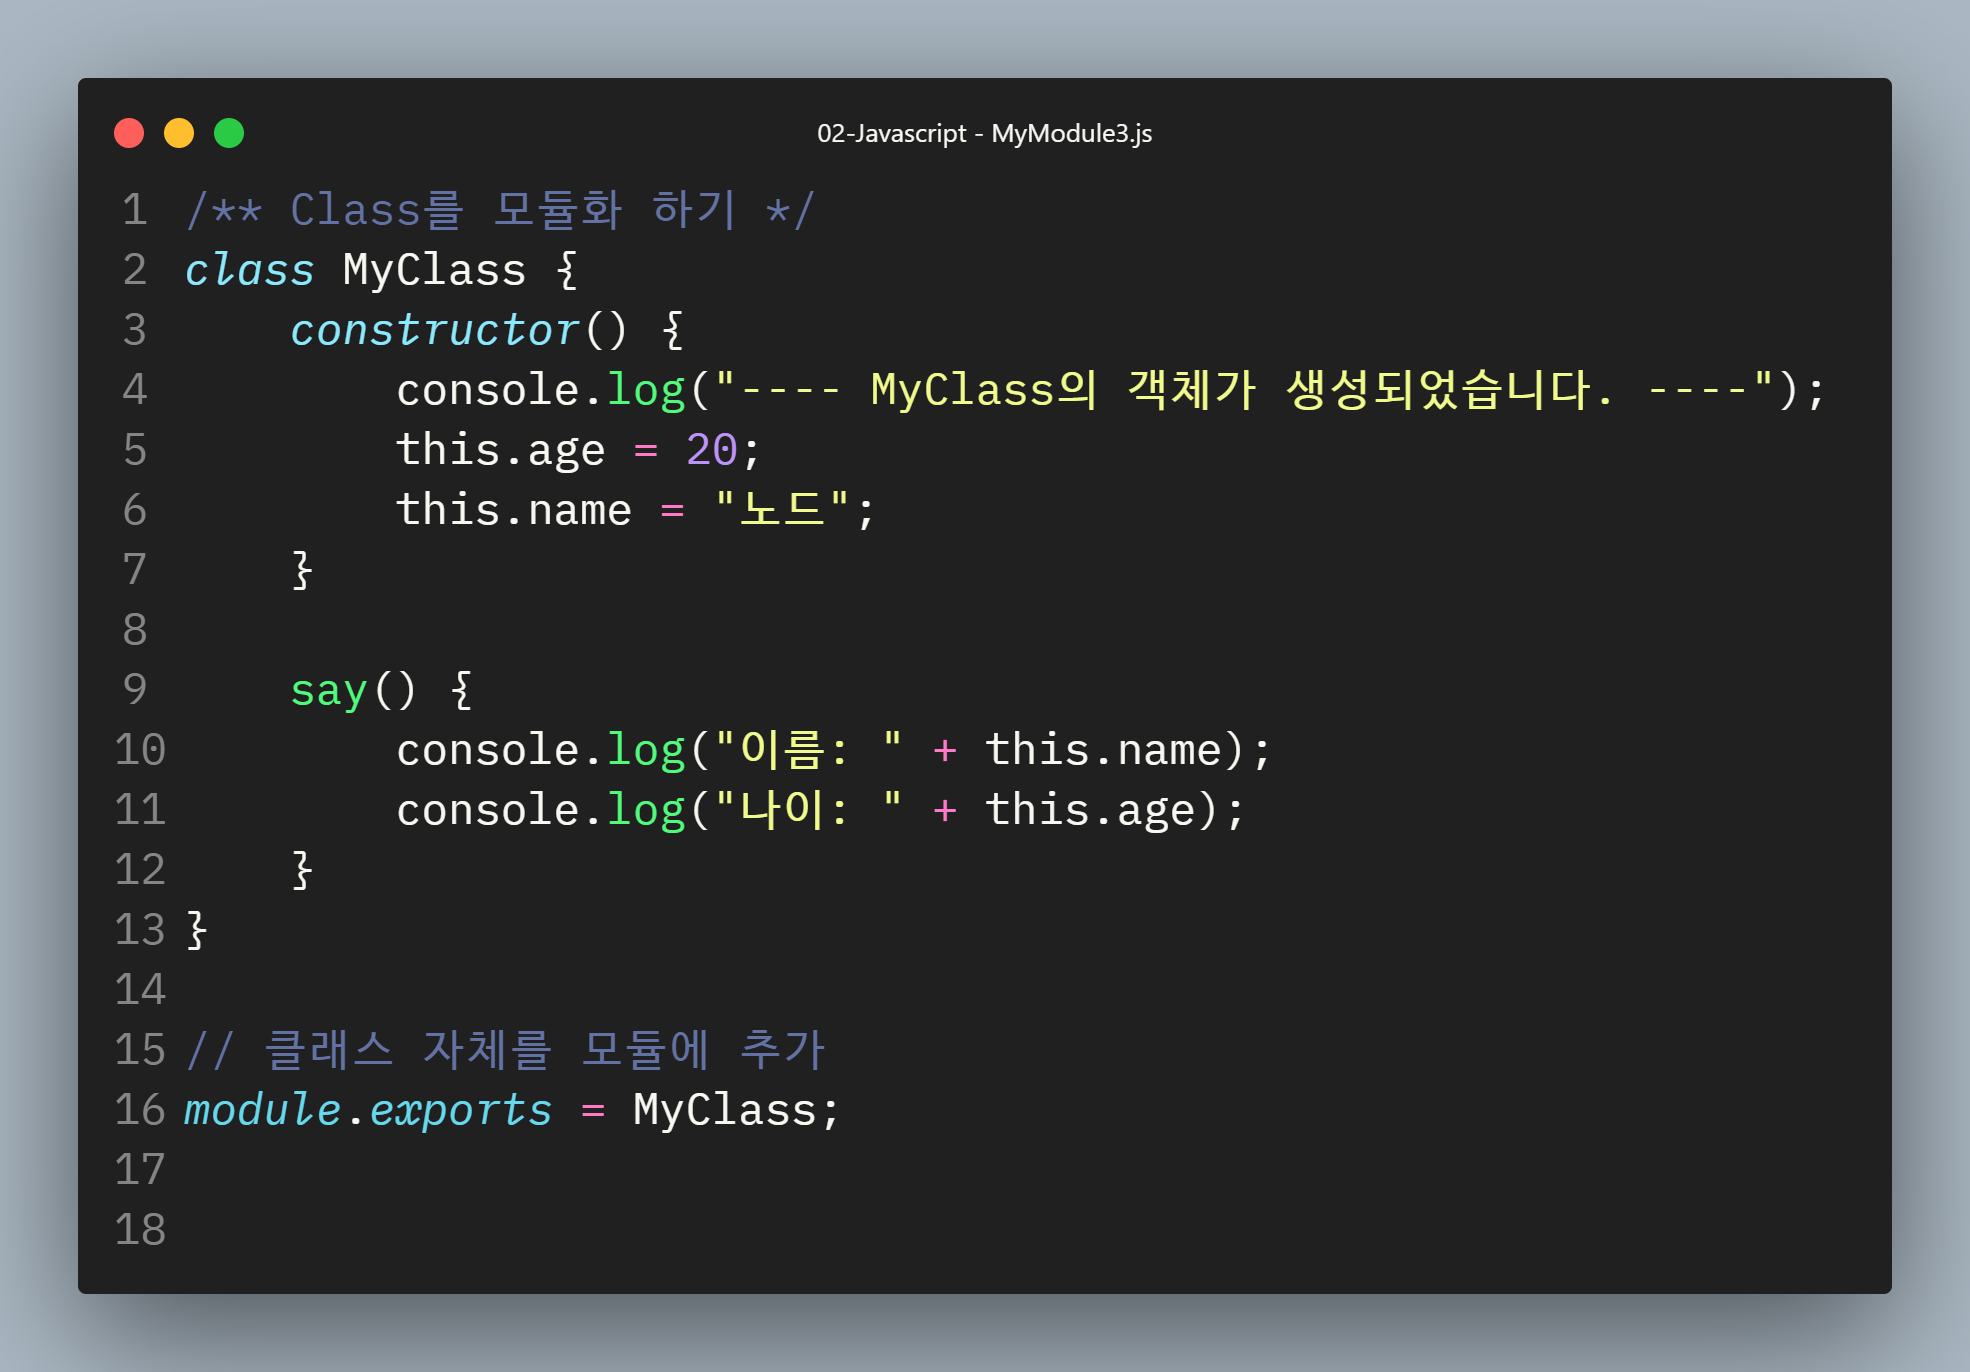 02-Javascript - MyModule3.js
1 /** Class를 모듈화 하기 */
2 class MyClass {
3     constructor() {
4         console.log("---- MyClass의 객체가 생성되었습니다. ----");
5         this.age = 20;
6         this.name = "노드";
7     }
8
9     say() {
10         console.log("이름: " + this.name);
11         console.log("나이: " + this.age);
12     }
13 }
14
15 // 클래스 자체를 모듈에 추가
16 module.exports = MyClass;
17
18